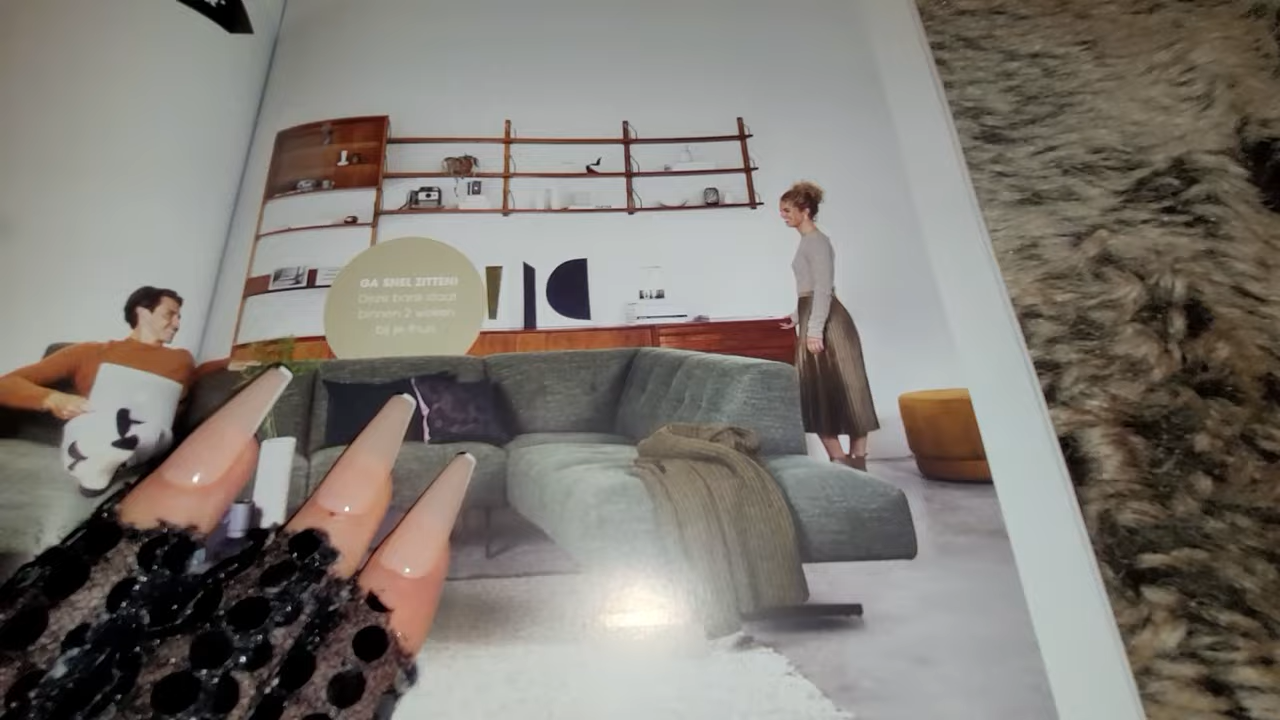 GA SNEL ZITTEN!
Deze bank staat
binnen 2 weken
bij je thuis